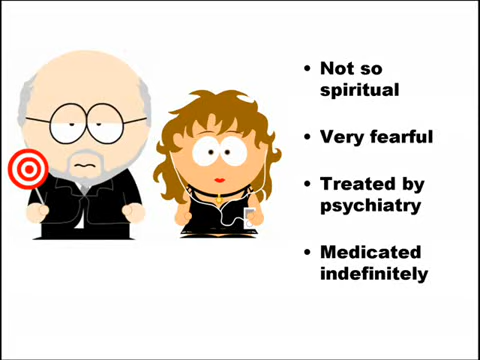 • Not so
spiritual
• Very fearful
• Treated by
psychiatry
• Medicated
indefinitely